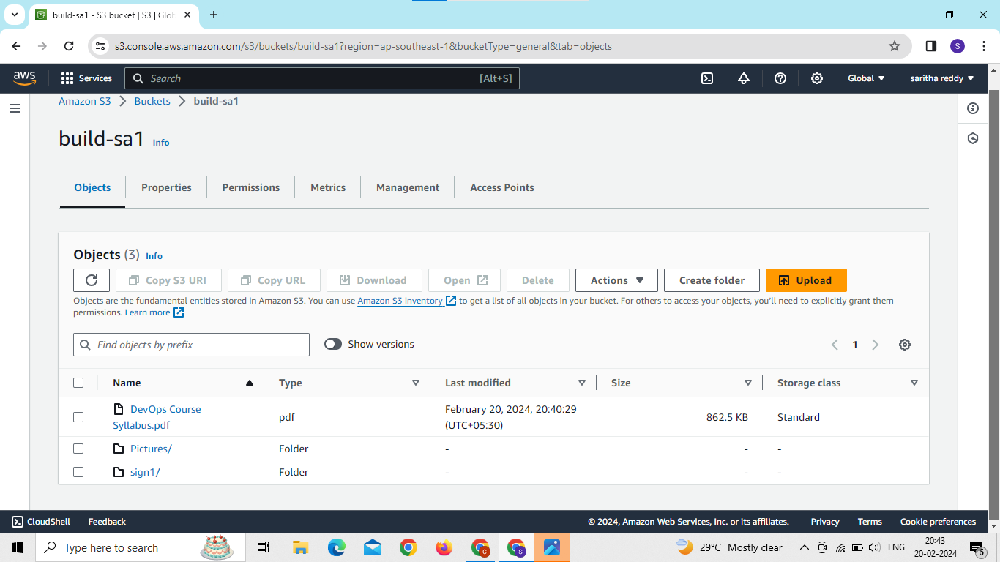 build-sa1 - S3 bucket | S3 | Glob
s3.console.aws.amazon.com/s3/buckets/build-sa1?region=ap-southeast-1&bucketType=general&tab=objects
S
aws
Services
Search
[Alt+S]
Global
saritha reddy
Amazon S3
Buckets
build-sa1
build-sa1 Info
Objects
Properties
Permissions
Metrics
Management
Access Points
Objects (3) Info
Copy S3 URI
Copy URL
Download
Open
Delete
Actions
Create folder
Upload
Objects are the fundamental entities stored in Amazon S3. You can use Amazon S3 inventory to get a list of all objects in your bucket. For others to access your objects, you'll need to explicitly grant them
permissions. Learn more
Find objects by prefix
Show versions
1
Name
Type
Last modified
Size
Storage class
DevOps Course
Syllabus.pdf
pdf
February 20, 2024, 20:40:29
(UTC+05:30)
862.5 KB
Standard
Pictures/
Folder
-
-
-
sign1/
Folder
-
-
-
CloudShell
Feedback
© 2024, Amazon Web Services, Inc. or its affiliates.
Privacy
Terms
Cookie preferences
Type here to search
C
S
29°C Mostly clear
ENG
20:43
20-02-2024
6